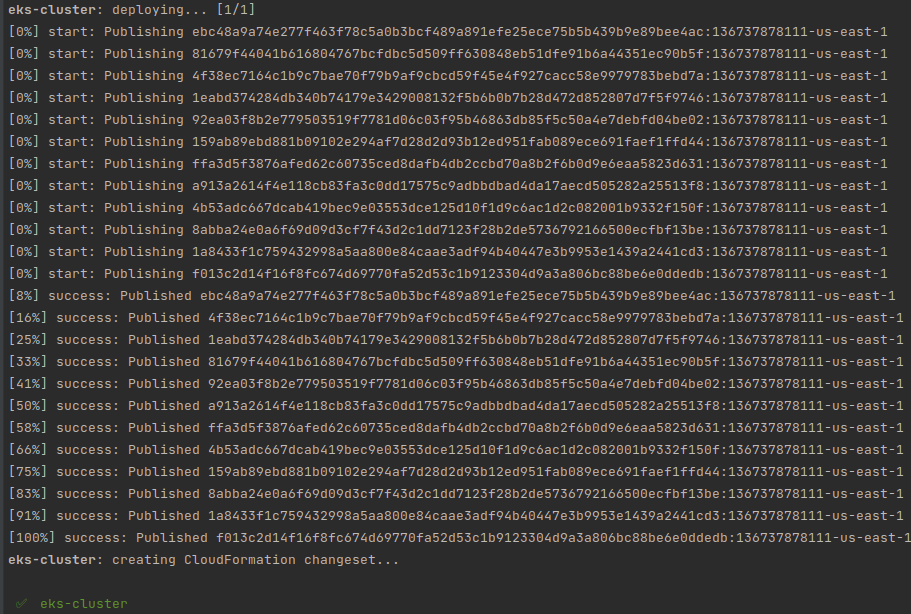 eks-cluster: deploying... [1/1]
[0%] start: Publishing ebc48a9a74e277f463f78c5a0b3bcf489a891efe25ece75b5b439b9e89bee4ac:136737878111-us-east-1
[0%] start: Publishing 81679f44041b616804767bcfdbc5d509ff630848eb51dfe91b6a44351ec90b5f:136737878111-us-east-1
[0%] start: Publishing 4f38ec7164c1b9c7bae70f79b9af9cbcd59f45e4f927cacc58e9979783bebd7a:136737878111-us-east-1
[0%] start: Publishing 1eabd374284db340b74179e3429008132f5b6b0b7b28d472d852807d7f5f9746:136737878111-us-east-1
[0%] start: Publishing 92ea03f8b2e779503519f7781d06c03f95b46863db85f5c50a4e7debfd04be02:136737878111-us-east-1
[0%] start: Publishing 159ab89ebd881b09102e294af7d28d2d93b12ed951fab089ece691faef1ffd44:136737878111-us-east-1
[0%] start: Publishing ffa3d5f3876afed62c60735ced8dafb4db2ccbd70a8b2f6b0d9e6eaa5823d631:136737878111-us-east-1
[0%] start: Publishing a913a2614f4e118cb83fa3c0dd17575c9adbbdbad4da17aecd505282a25513f8:136737878111-us-east-1
[0%] start: Publishing 4b53adc667dcab419bec9e03553dce125d10f1d9c6ac1d2c082001b9332f150f:136737878111-us-east-1
[0%] start: Publishing 8abba24e0a6f69d09d3cf7f43d2c1dd7123f28b2de5736792166500ecfbf13be:136737878111-us-east-1
[0%] start: Publishing 1a8433f1c759432998a5aa800e84caae3adf94b40447e3b9953e1439a2441cd3:136737878111-us-east-1
[0%] start: Publishing f013c2d14f16f8fc674d69770fa52d53c1b9123304d9a3a806bc88be6e0ddedb:136737878111-us-east-1
[8%] success: Published ebc48a9a74e277f463f78c5a0b3bcf489a891efe25ece75b5b439b9e89bee4ac:136737878111-us-east-1
[16%] success: Published 4f38ec7164c1b9c7bae70f79b9af9cbcd59f45e4f927cacc58e9979783bebd7a:136737878111-us-east-1
[25%] success: Published 1eabd374284db340b74179e3429008132f5b6b0b7b28d472d852807d7f5f9746:136737878111-us-east-1
[33%] success: Published 81679f44041b616804767bcfdbc5d509ff630848eb51dfe91b6a44351ec90b5f:136737878111-us-east-1
[41%] success: Published 92ea03f8b2e779503519f7781d06c03f95b46863db85f5c50a4e7debfd04be02:136737878111-us-east-1
[50%] success: Published a913a2614f4e118cb83fa3c0dd17575c9adbbdbad4da17aecd505282a25513f8:136737878111-us-east-1
[58%] success: Published ffa3d5f3876afed62c60735ced8dafb4db2ccbd70a8b2f6b0d9e6eaa5823d631:136737878111-us-east-1
[66%] success: Published 4b53adc667dcab419bec9e03553dce125d10f1d9c6ac1d2c082001b9332f150f:136737878111-us-east-1
[75%] success: Published 159ab89ebd881b09102e294af7d28d2d93b12ed951fab089ece691faef1ffd44:136737878111-us-east-1
[83%] success: Published 8abba24e0a6f69d09d3cf7f43d2c1dd7123f28b2de5736792166500ecfbf13be:136737878111-us-east-1
[91%] success: Published 1a8433f1c759432998a5aa800e84caae3adf94b40447e3b9953e1439a2441cd3:136737878111-us-east-1
[100%] success: Published f013c2d14f16f8fc674d69770fa52d53c1b9123304d9a3a806bc88be6e0ddedb:136737878111-us-east-1
eks-cluster: creating CloudFormation changeset...
✅ eks-cluster